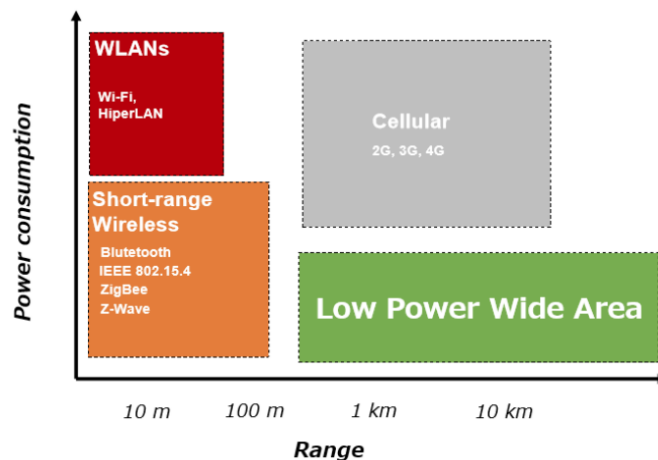 Power consumption
WLANs
Wi-Fi,
HiperLAN
Cellular
2G, 3G, 4G
Short-range
Wireless
Blutetooth
IEEE 802.15.4
ZigBee
Z-Wave
Low Power Wide Area
10 m
100 m
1 km
10 km
Range